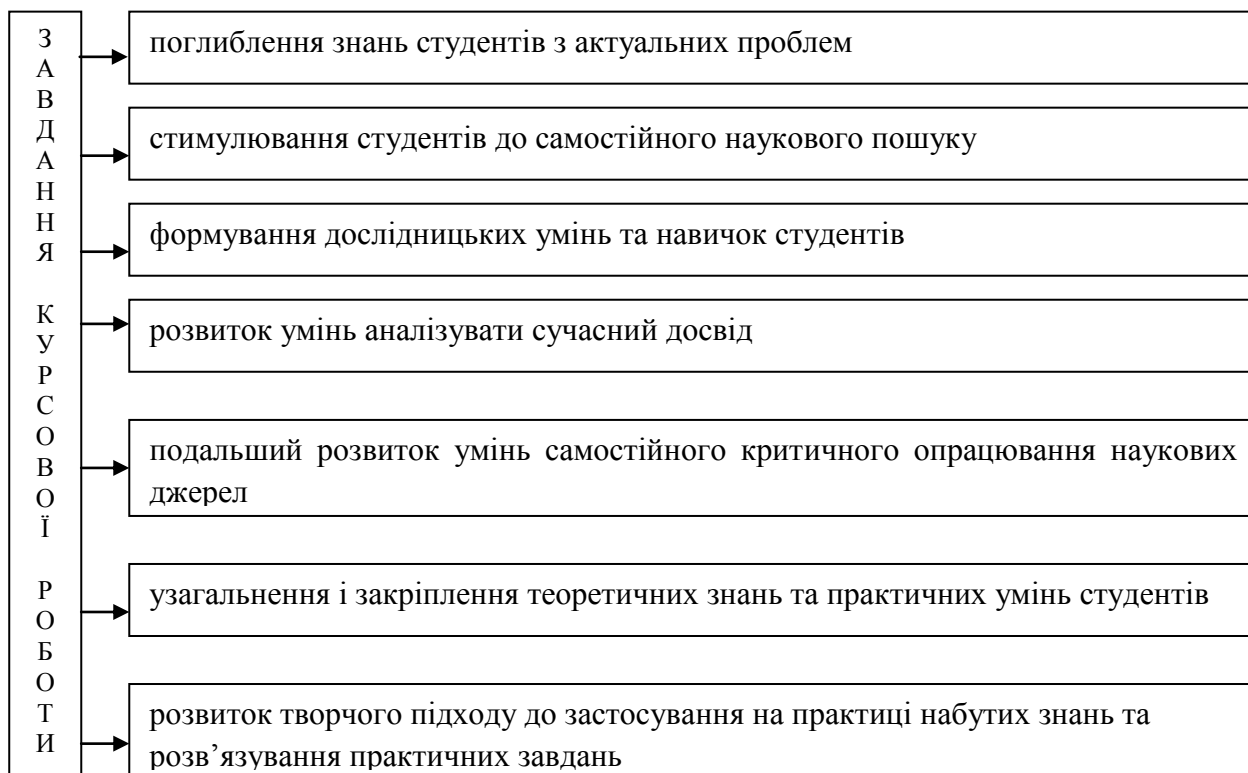 ЗАВДАННЯ КУРСОВОЇ РОБОТИ
поглиблення знань студентів з актуальних проблем
стимулювання студентів до самостійного наукового пошуку
формування дослідницьких умінь та навичок студентів
розвиток умінь аналізувати сучасний досвід
подальший розвиток умінь самостійного критичного опрацювання наукових
джерел
узагальнення і закріплення теоретичних знань та практичних умінь студентів
розвиток творчого підходу до застосування на практиці набутих знань та
розв’язування практичних завдань